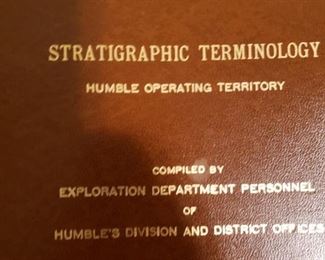 STRATIGRAPHIC TERMINOLOGY
HUMBLE OPERATING TERRITORY
COMPILED BY
EXPLORATION DEPARTMENT PERSONNEL
OF
HUMBLE'S DIVISION AND DISTRICT OFFICES